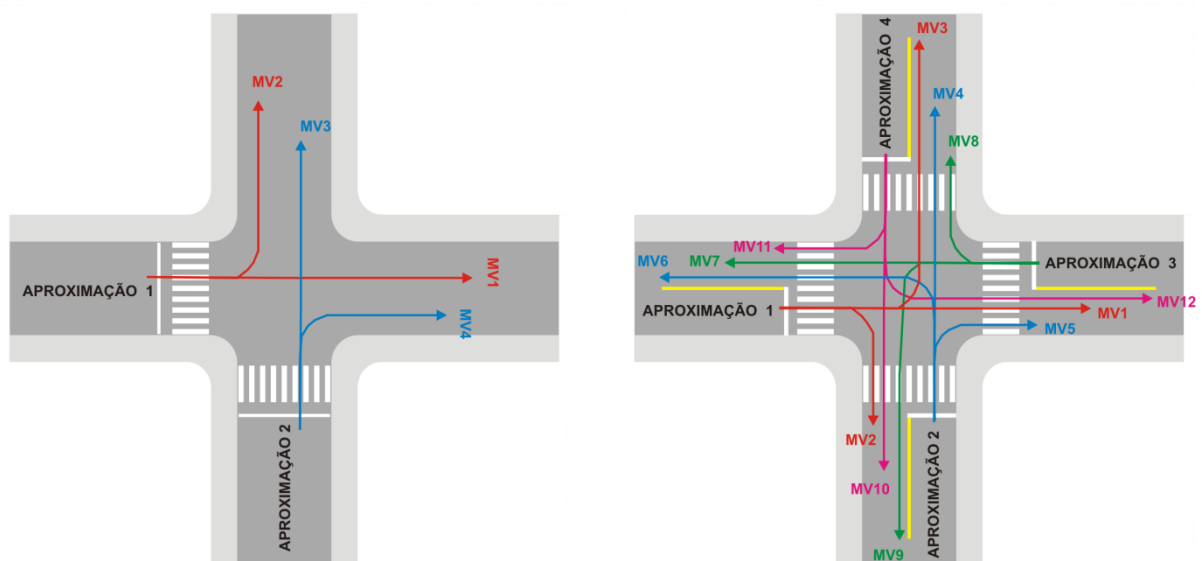 MV2
MV3
MV1
APROXIMAÇÃO 1
MV4
APROXIMAÇÃO 2
APROXIMAÇÃO 4
MV3
MV4
MV8
MV11
MV6
MV7
APROXIMAÇÃO 3
MV12
APROXIMAÇÃO 1
MV1
MV5
MV2
MV10
APROXIMAÇÃO 2
MV9